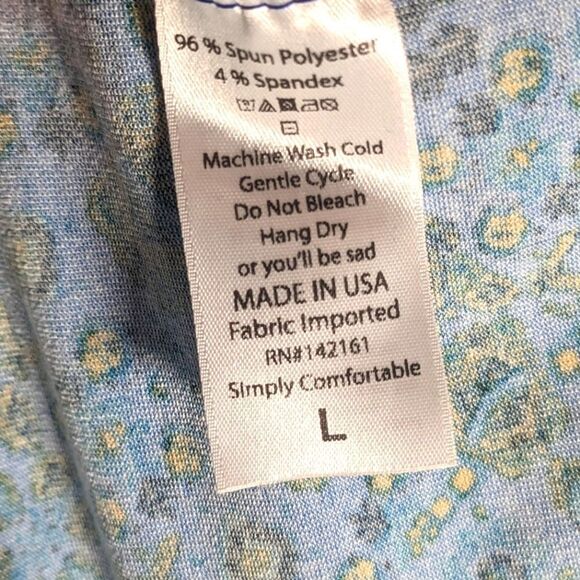 96 % Spun Polyester
4 % Spandex
Machine Wash Cold
Gentle Cycle
Do Not Bleach
Hang Dry
or you'll be sad
MADE IN USA
Fabric Imported
RN#142161
Simply Comfortable
L